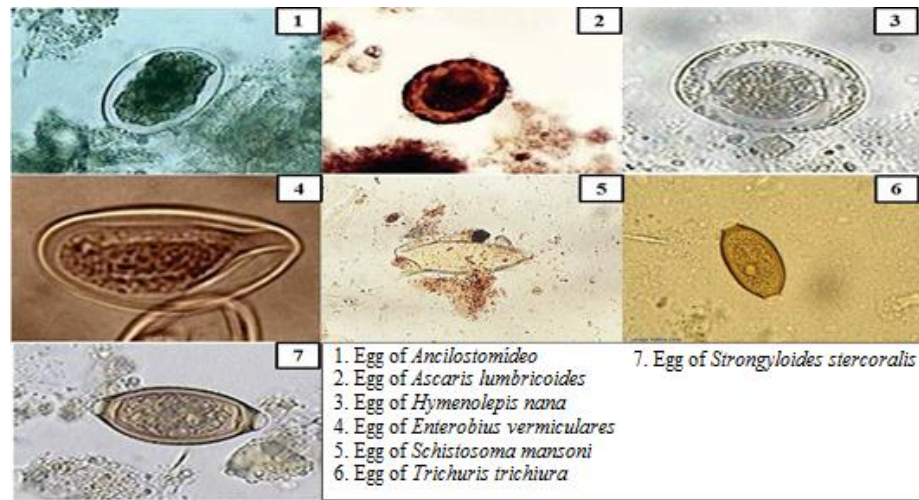 1
2
3
4
5
6
7
1. Egg of Ancilostomideo
2. Egg of Ascaris lumbricoides
3. Egg of Hymenolepis nana
4. Egg of Enterobius vermiculares
5. Egg of Schistosoma mansoni
6. Egg of Trichuris trichiura
7. Egg of Strongyloides stercoralis